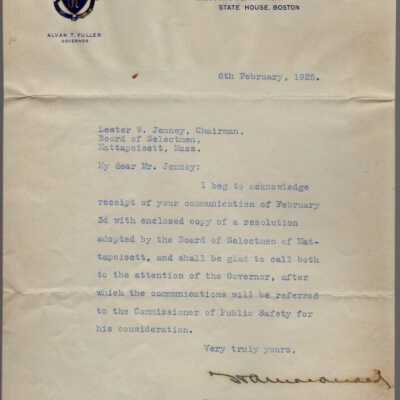 STATE HOUSE, BOSTON
ALVAN T. FULLER
GOVERNOR
6th February, 1925.
Lester W. Jenney, Chairman,
Board of Selectmen,
Mattapoisett, Mass.
My dear Mr. Jenney:
I beg to acknowledge
receipt of your communication of February
3d with enclosed copy of a resolution
adopted by the Board of Selectmen of Mat-
tapoisett, and shall be glad to call both
to the attention of the Governor, after
which the communications will be referred
to the Commissioner of Public Safety for
his consideration.
Very truly yours,